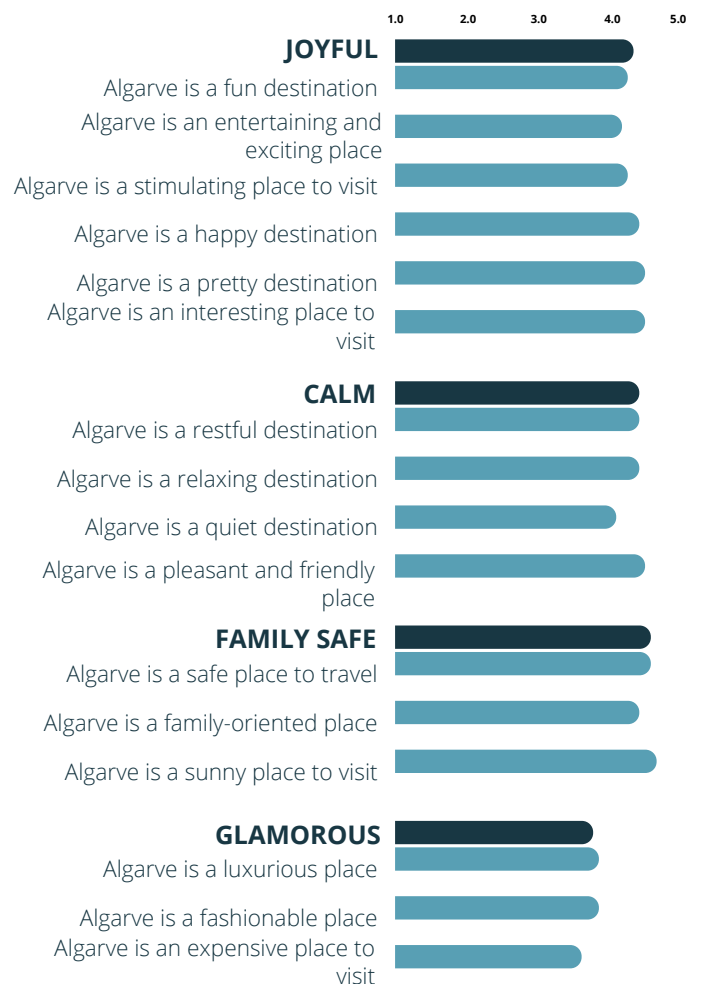 1.0 2.0 3.0 4.0 5.0
JOYFUL
Algarve is a fun destination
Algarve is an entertaining and
exciting place
Algarve is a stimulating place to visit
Algarve is a happy destination
Algarve is a pretty destination
Algarve is an interesting place to
visit
CALM
Algarve is a restful destination
Algarve is a relaxing destination
Algarve is a quiet destination
Algarve is a pleasant and friendly
place
FAMILY SAFE
Algarve is a safe place to travel
Algarve is a family-oriented place
Algarve is a sunny place to visit
GLAMOROUS
Algarve is a luxurious place
Algarve is a fashionable place
Algarve is an expensive place to
visit